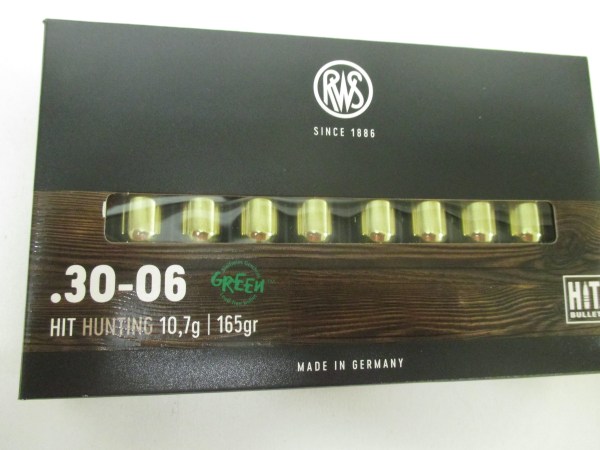 RWS
SINCE 1886
.30-06
GREEN
HIT HUNTING 10,7g | 165gr
HIT
BULLET
MADE IN GERMANY